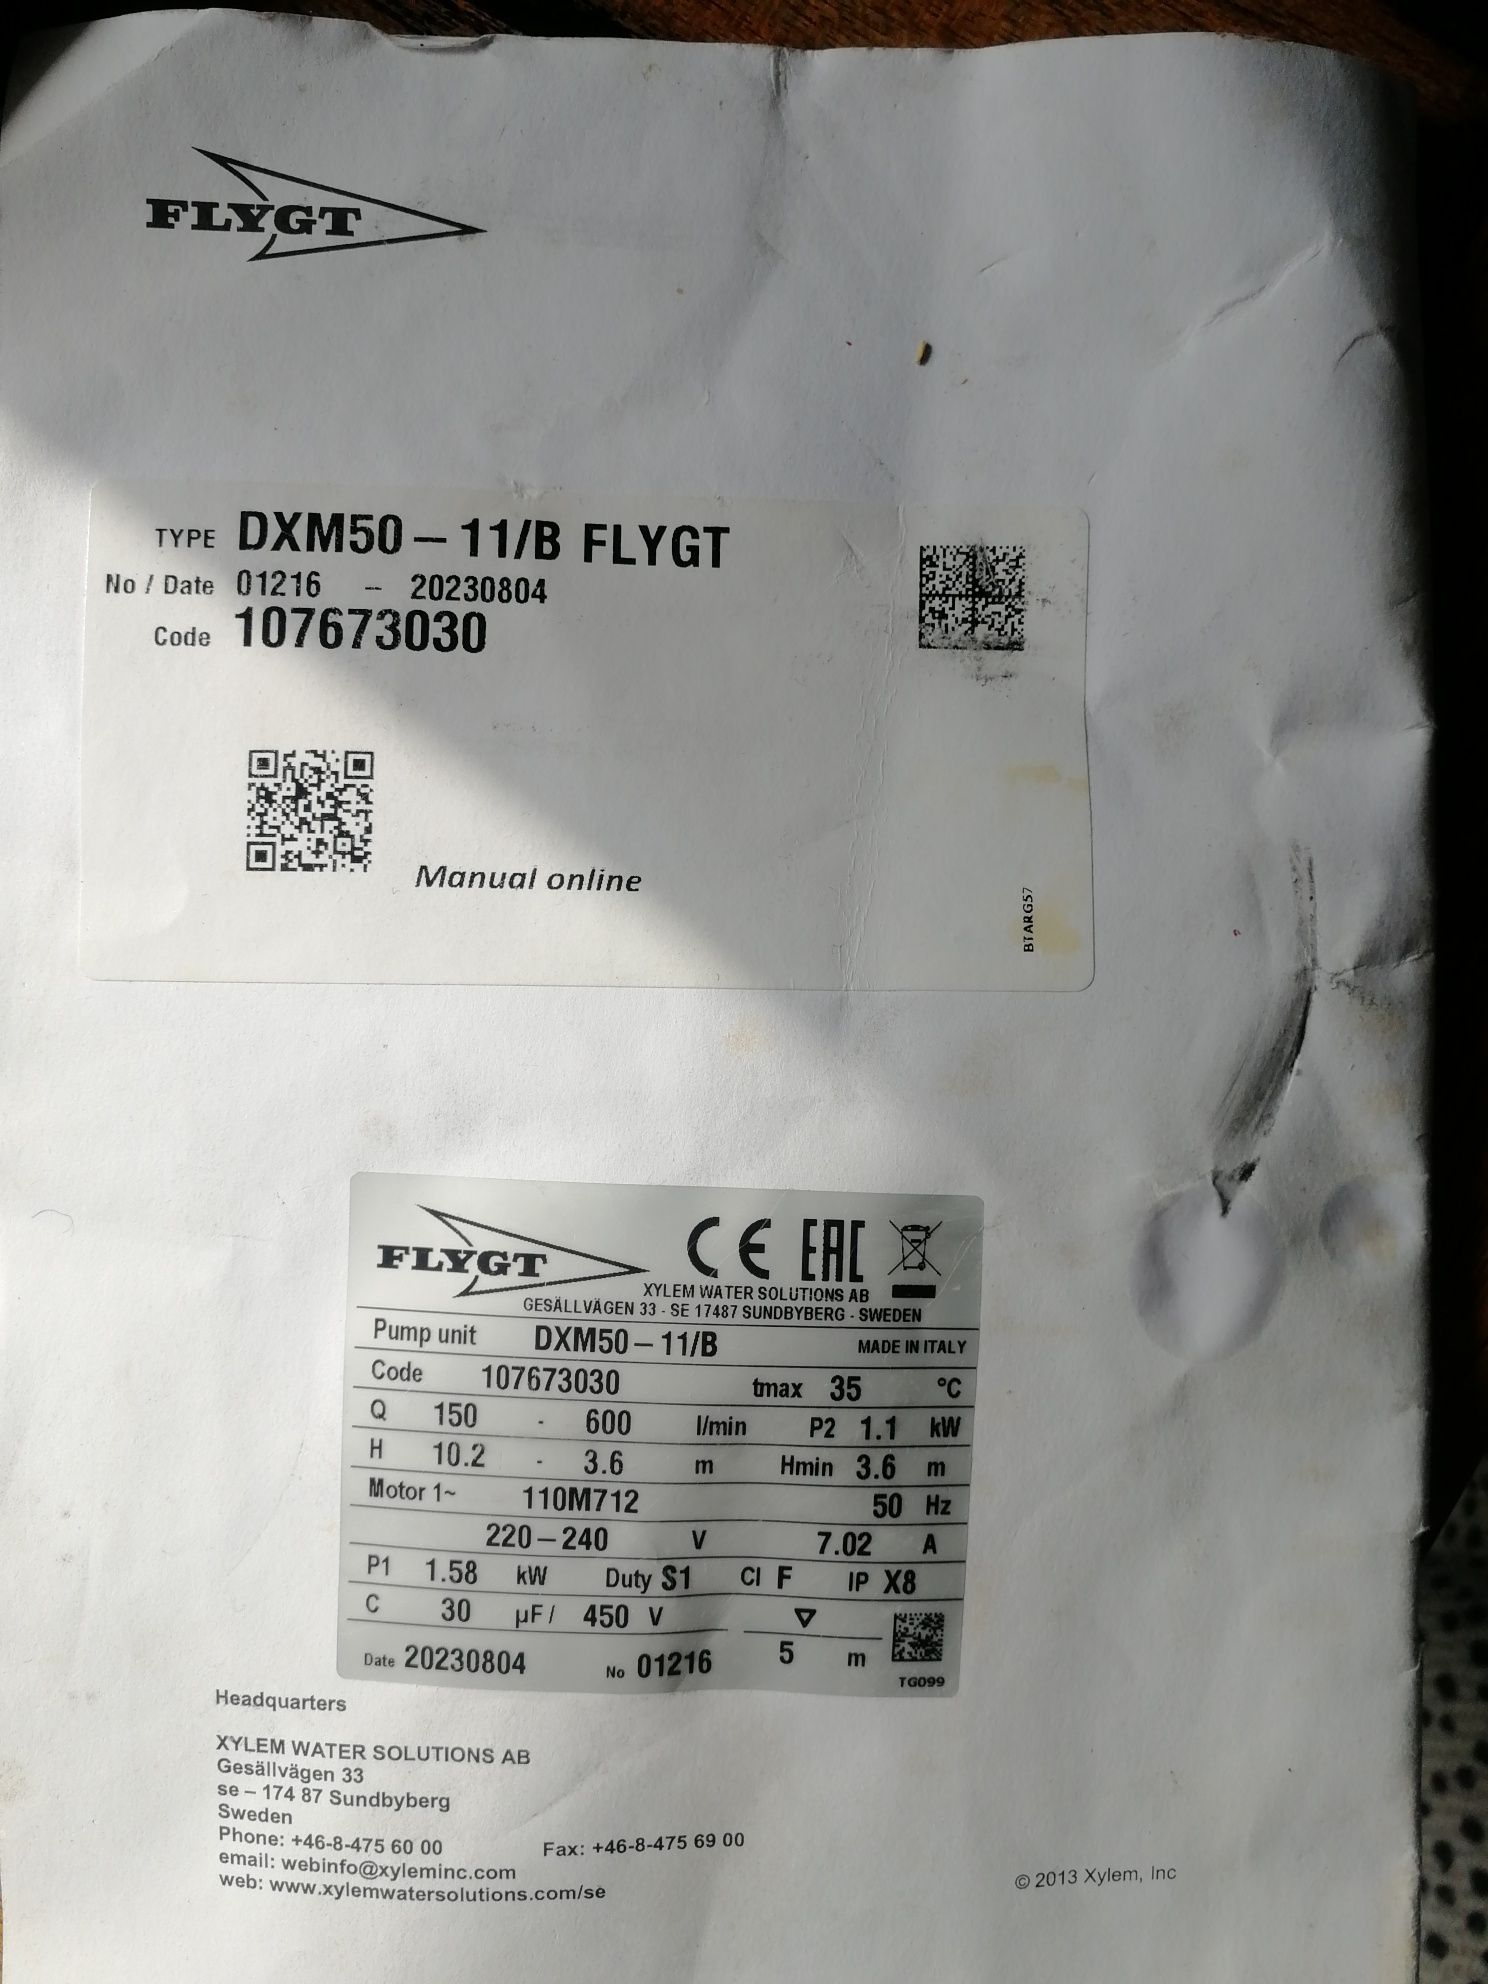 FLYGT
TYPE DXM50 – 11/B FLYGT
No / Date 01216 – 20230804
Code 107673030
Manual online
BTARG57
FLYGT CE EAC
XYLEM WATER SOLUTIONS AB
GESÄLLVÄGEN 33 - SE 17487 SUNDBYBERG - SWEDEN
Pump unit DXM50 – 11/B MADE IN ITALY
Code 107673030 tmax 35 °C
Q 150 - 600 l/min P2 1.1 kW
H 10.2 - 3.6 m Hmin 3.6 m
Motor 1~ 110M712 50 Hz
220 – 240 V 7.02 A
P1 1.58 kW Duty S1 Cl F IP X8
C 30 µF/ 450 V
5 m
Date 20230804 No 01216
TG099
Headquarters
XYLEM WATER SOLUTIONS AB
Gesällvägen 33
se – 174 87 Sundbyberg
Sweden
Phone: +46-8-475 60 00 Fax: +46-8-475 69 00
email: webinfo@xyleminc.com
web: www.xylemwatersolutions.com/se
© 2013 Xylem, Inc